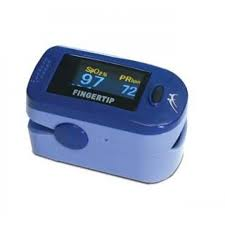 SpO2% PRbpm
97 72
FINGERTIP